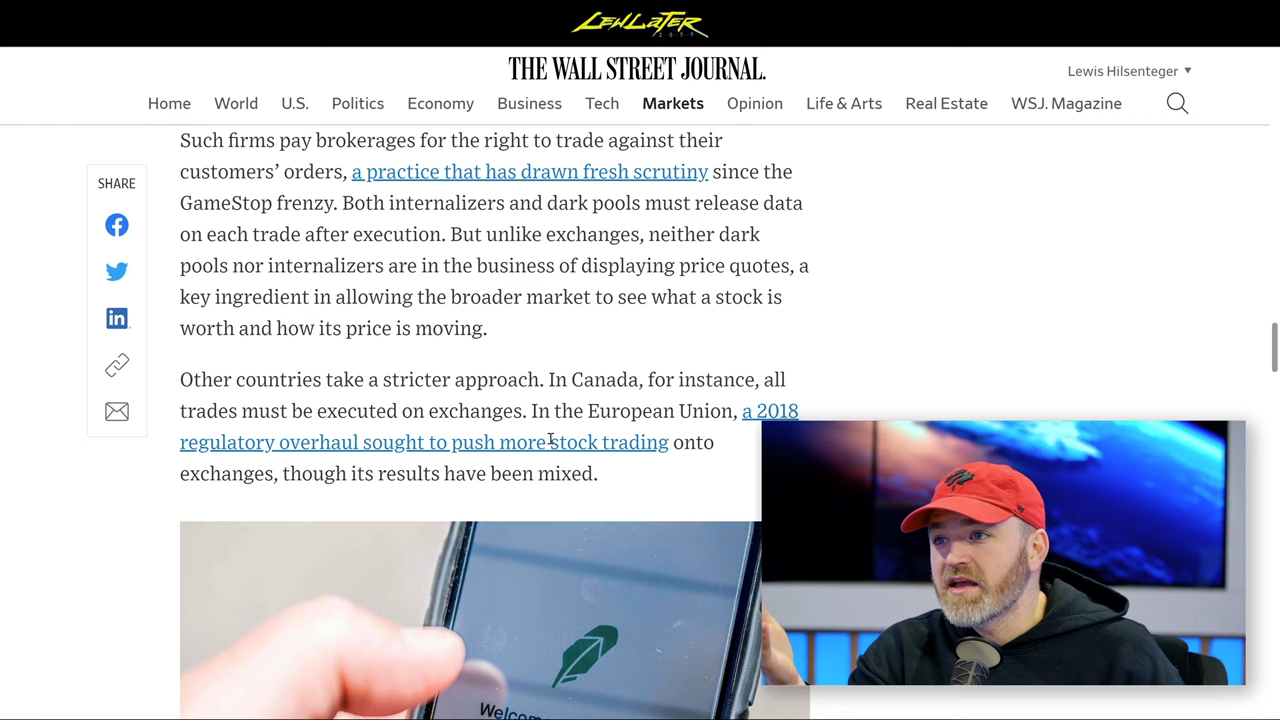 LEWLATER
2077
THE WALL STREET JOURNAL.
Lewis Hilsenteger
Home World U.S. Politics Economy Business Tech Markets Opinion Life & Arts Real Estate WSJ. Magazine
Such firms pay brokerages for the right to trade against their
customers’ orders, a practice that has drawn fresh scrutiny since the
GameStop frenzy. Both internalizers and dark pools must release data
on each trade after execution. But unlike exchanges, neither dark
pools nor internalizers are in the business of displaying price quotes, a
key ingredient in allowing the broader market to see what a stock is
worth and how its price is moving.
SHARE
in
Other countries take a stricter approach. In Canada, for instance, all
trades must be executed on exchanges. In the European Union, a 2018
regulatory overhaul sought to push more stock trading onto
exchanges, though its results have been mixed.